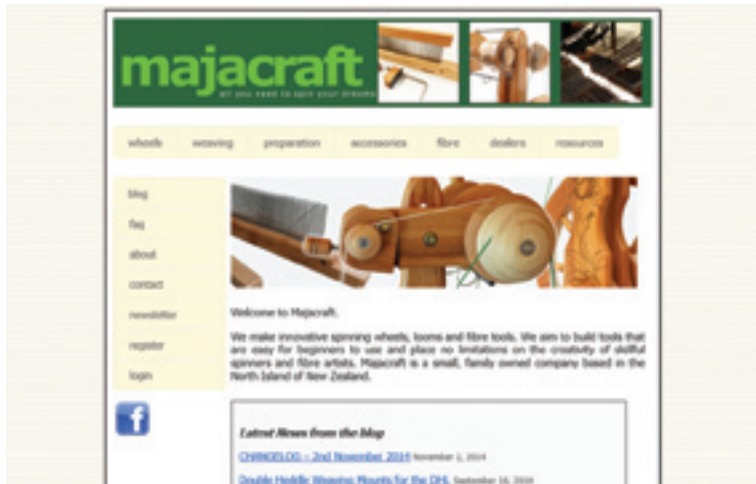 majacraft
all you need to spin your dreams
wheels weaving preparation accessories fibre dealers resources
blog
faq
about
contact
newsletter
register
login
Welcome to Majacraft.
We make innovative spinning wheels, looms and fibre tools. We aim to build tools that
are easy for beginners to use and place no limitations on the creativity of skillful
spinners and fibre artists. Majacraft is a small, family owned company based in the
North Island of New Zealand.
f
Latest News from the blog
CHANGELOG – 2nd November 2014 November 2, 2014
Double Heddle Weaving Mounts for the DHL September 16, 2014